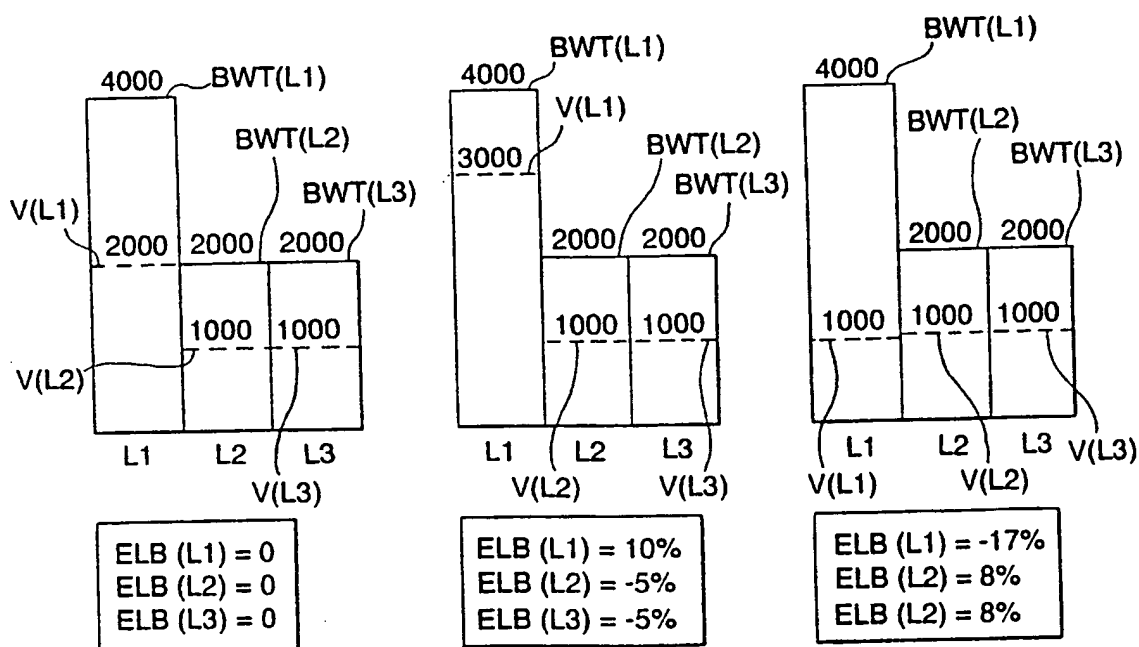 4000
BWT(L1)
BWT(L2)
BWT(L3)
V(L1)
2000 2000 2000
1000 1000
V(L2)
L1 L2 L3
V(L3)
ELB (L1) = 0
ELB (L2) = 0
ELB (L3) = 0
4000
BWT(L1)
V(L1)
3000
BWT(L2)
BWT(L3)
2000 2000
1000 1000
L1 L2 L3
V(L2) V(L3)
ELB (L1) = 10%
ELB (L2) = -5%
ELB (L3) = -5%
4000
BWT(L1)
BWT(L2)
BWT(L3)
2000 2000
1000 1000 1000
L1 L2 L3
V(L1) V(L2) V(L3)
ELB (L1) = -17%
ELB (L2) = 8%
ELB (L2) = 8%